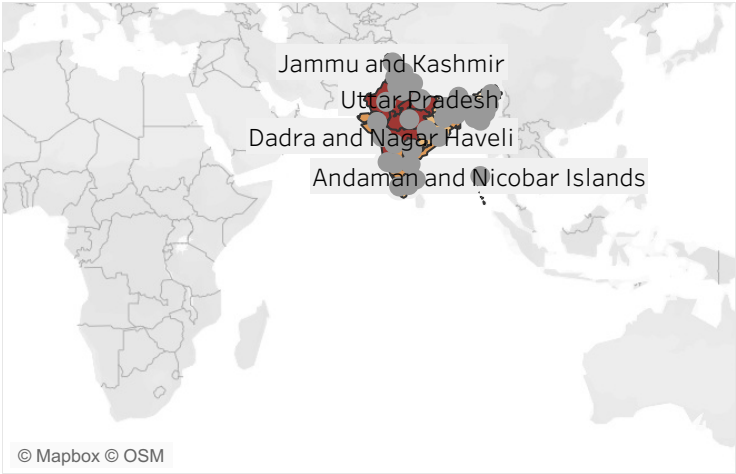 Jammu and Kashmir
Uttar Pradesh
Dadra and Nagar Haveli
Andaman and Nicobar Islands
© Mapbox © OSM